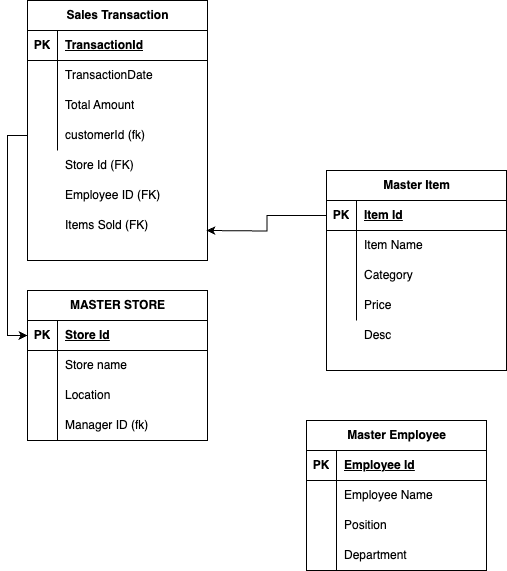 Sales Transaction
PK TransactionId
TransactionDate
Total Amount
customerId (fk)
Store Id (FK)
Employee ID (FK)
Items Sold (FK)
Master Item
PK Item Id
Item Name
Category
Price
Desc
MASTER STORE
PK Store Id
Store name
Location
Manager ID (fk)
Master Employee
PK Employee Id
Employee Name
Position
Department